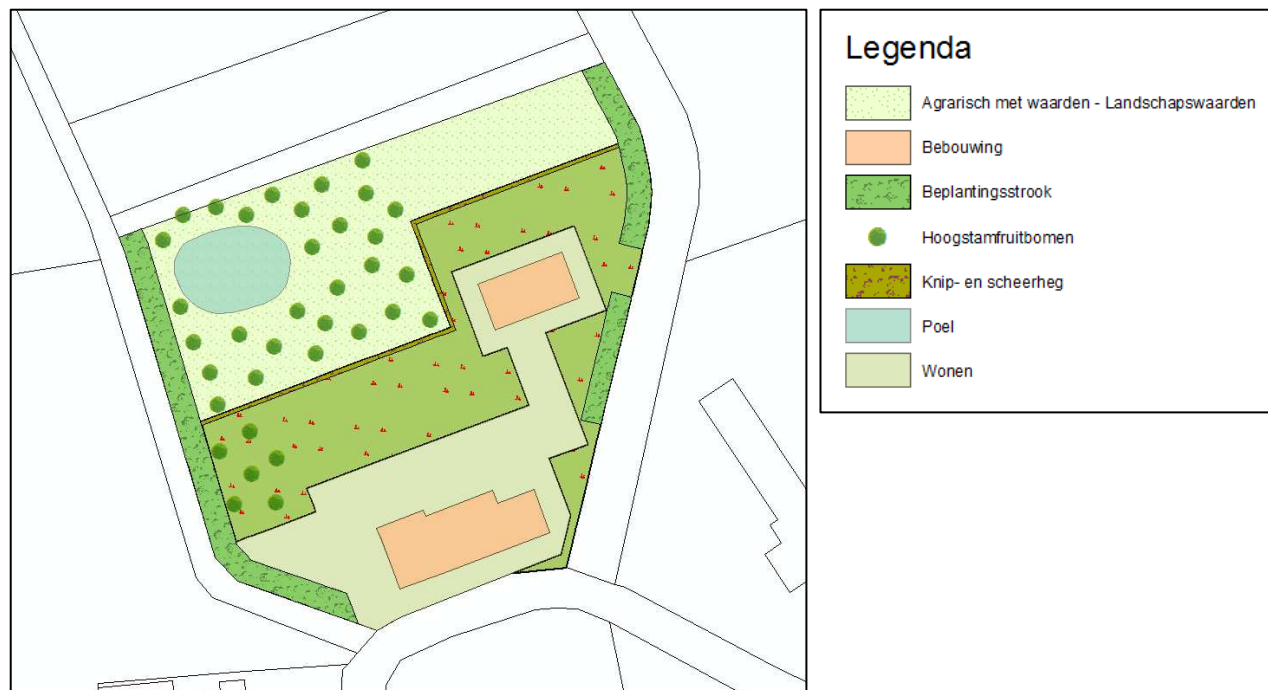 Legenda
Agrarisch met waarden - Landschapswaarden
Bebouwing
Beplantingsstrook
Hoogstamfruitbomen
Knip- en scheerheg
Poel
Wonen